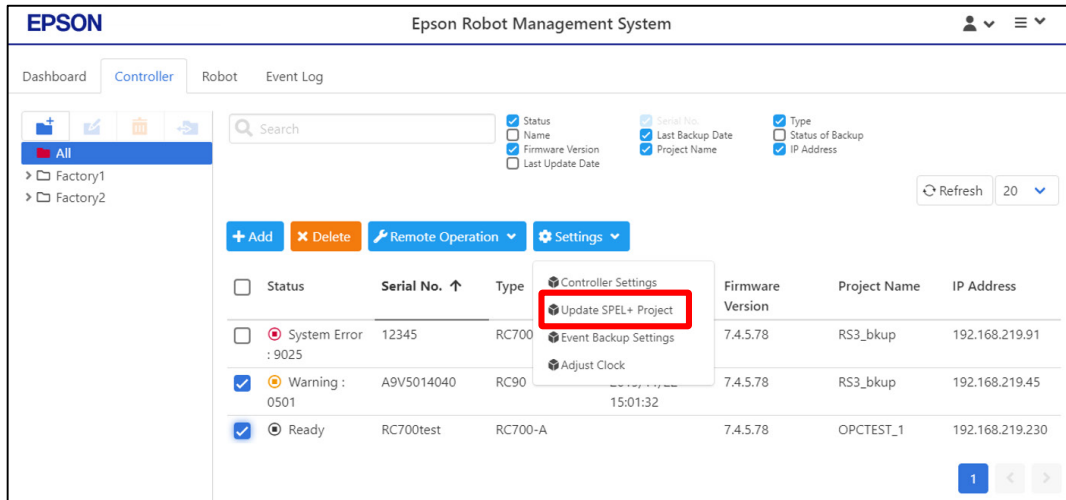 EPSON
Epson Robot Management System
Dashboard Controller Robot Event Log
Search
Status Serial No. Type
Name Last Backup Date Status of Backup
Firmware Version Project Name IP Address
Last Update Date
All
Factory1
Factory2
Refresh 20
Add Delete Remote Operation Settings
Controller Settings
Update SPEL+ Project
Event Backup Settings
Adjust Clock
Status Serial No. Type Firmware Version Project Name IP Address
System Error : 9025 12345 RC700 7.4.5.78 RS3_bkup 192.168.219.91
Warning : 0501 A9V5014040 RC90 15:01:32 7.4.5.78 RS3_bkup 192.168.219.45
Ready RC700test RC700-A 7.4.5.78 OPCTEST_1 192.168.219.230
1